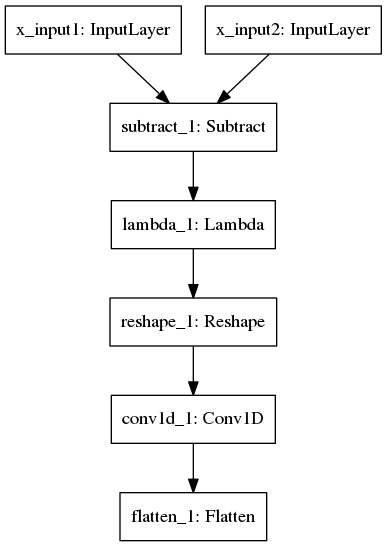 x_input1: InputLayer
x_input2: InputLayer
subtract_1: Subtract
lambda_1: Lambda
reshape_1: Reshape
conv1d_1: Conv1D
flatten_1: Flatten